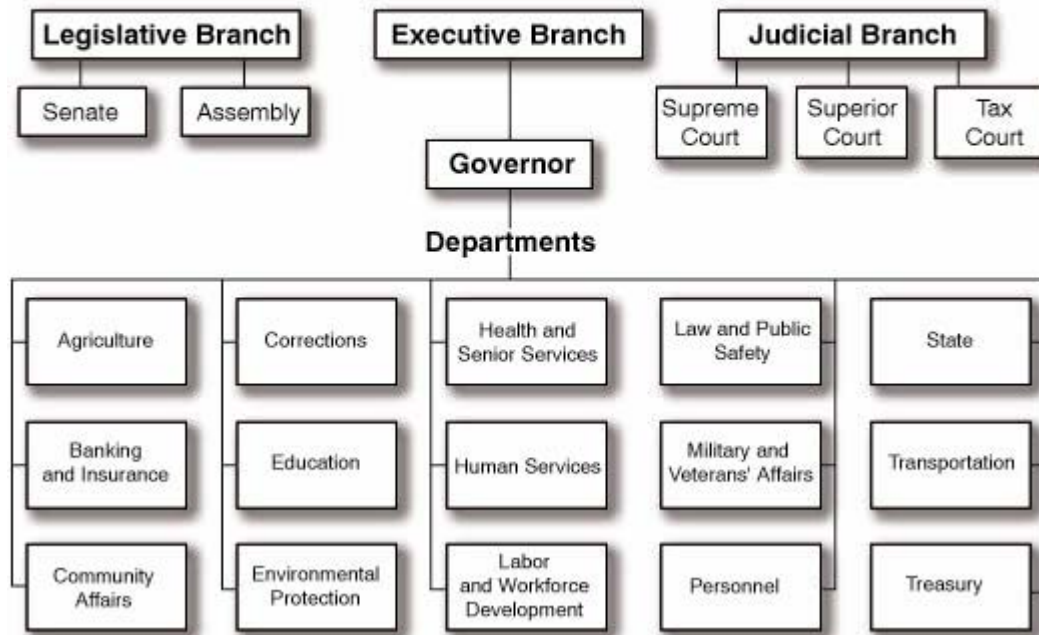 Legislative Branch
Executive Branch
Judicial Branch
Senate
Assembly
Supreme
Court
Superior
Court
Tax
Court
Governor
Departments
Agriculture
Corrections
Health and
Senior Services
Law and Public
Safety
State
Banking
and Insurance
Education
Human Services
Military and
Veterans' Affairs
Transportation
Community
Affairs
Environmental
Protection
Labor
and Workforce
Development
Personnel
Treasury